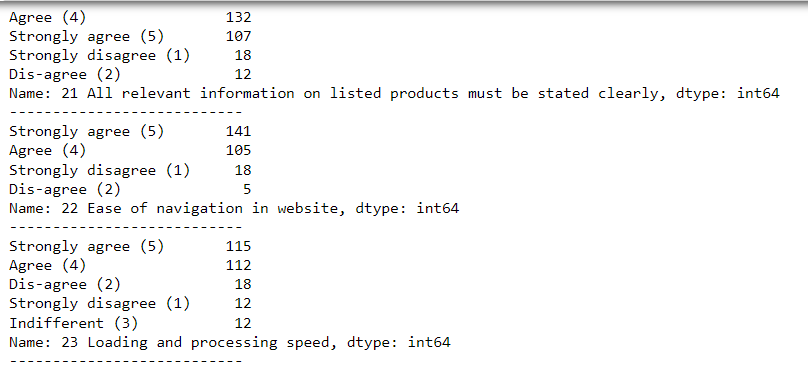 Agree (4)                132
Strongly agree (5)       107
Strongly disagree (1)     18
Dis-agree (2)             12
Name: 21 All relevant information on listed products must be stated clearly, dtype: int64
---------------------------
Strongly agree (5)       141
Agree (4)                105
Strongly disagree (1)     18
Dis-agree (2)              5
Name: 22 Ease of navigation in website, dtype: int64
---------------------------
Strongly agree (5)       115
Agree (4)                112
Dis-agree (2)             18
Strongly disagree (1)     12
Indifferent (3)           12
Name: 23 Loading and processing speed, dtype: int64
---------------------------